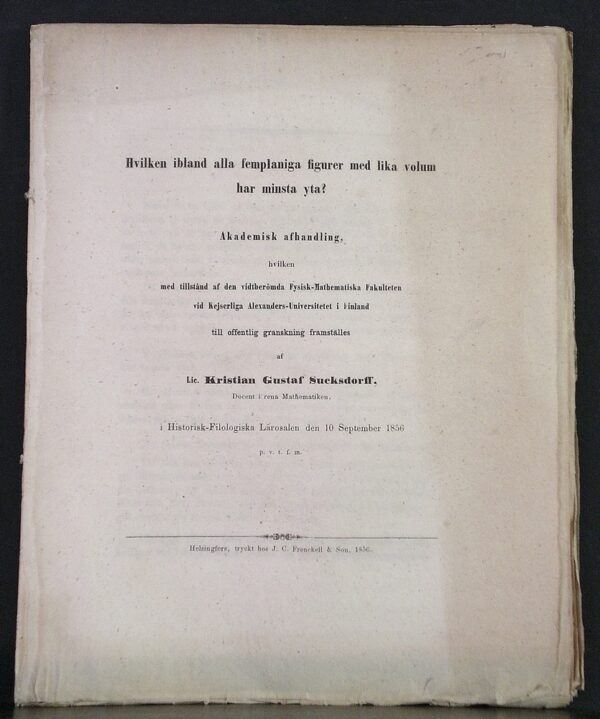 Hvilken ibland alla femplaniga figurer med lika volum
har minsta yta?
Akademisk afhandling,
hvilken
med tillstånd af den vidtberömda Fysisk-Mathematiska Fakulteten
vid Kejserliga Alexanders-Universitetet i Finland
till offentlig granskning framställes
af
Lic. Kristian Gustaf Sucksdorff,
Docent i rena Mathematiken.
i Historisk-Filologiska Lärosalen den 10 September 1856
p. v. t. f. m.
Helsingfors, tryckt hos J. C. Frenckell & Son, 1856.